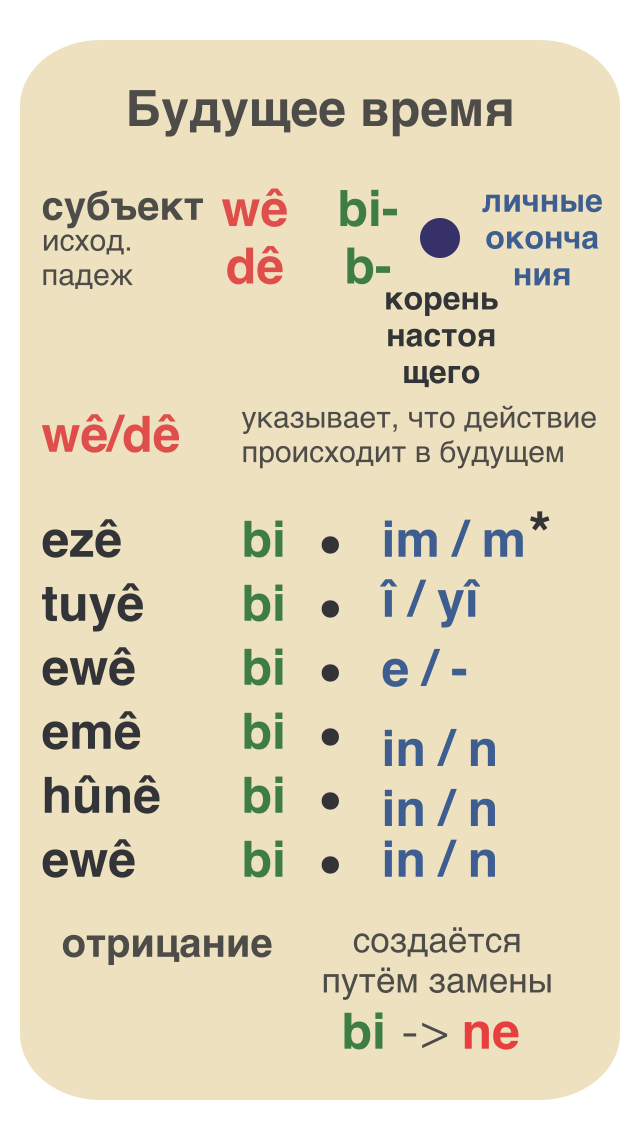 Будущее время
субъект wê bi- личные
исход. dê b- оконча
падеж ния
корень
настоя
щего
wê/dê указывает, что действие
происходит в будущем
ezê bi • im / m*
tuyê bi • î / yî
ewê bi • e / -
emê bi • in / n
hûnê bi • in / n
ewê bi • in / n
отрицание создаётся
путём замены
bi -> ne